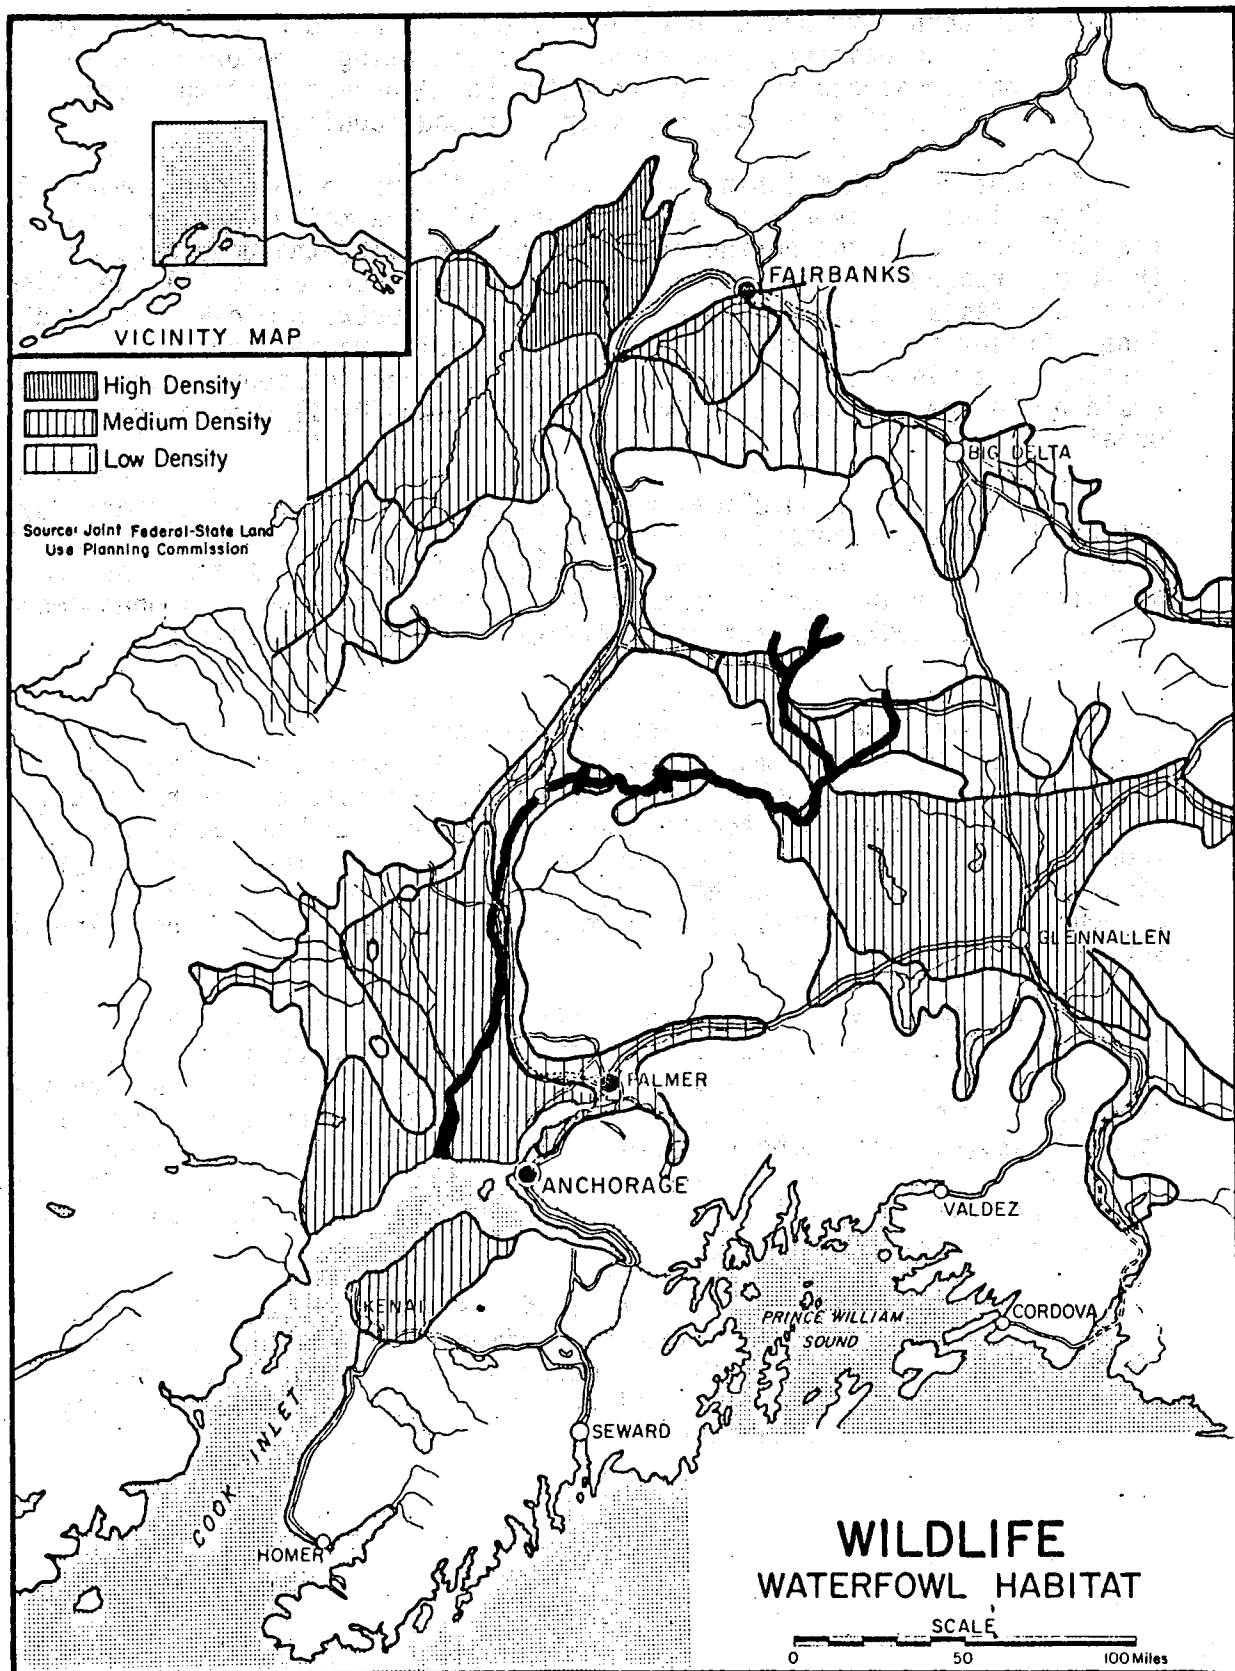 VICINITY MAP
High Density
Medium Density
Low Density
Source: Joint Federal-State Land
Use Planning Commission
FAIRBANKS
BIG DELTA
GLENNALLEN
PALMER
ANCHORAGE
VALDEZ
KENAI
PRINCE WILLIAM
SOUND
CORDOVA
COOK INLET
SEWARD
HOMER
WILDLIFE
WATERFOWL HABITAT
SCALE
0 50 100 Miles